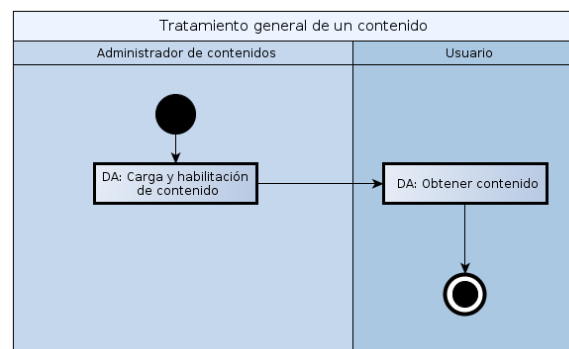 Tratamiento general de un contenido
Administrador de contenidos
Usuario
DA: Carga y habilitación
de contenido
DA: Obtener contenido